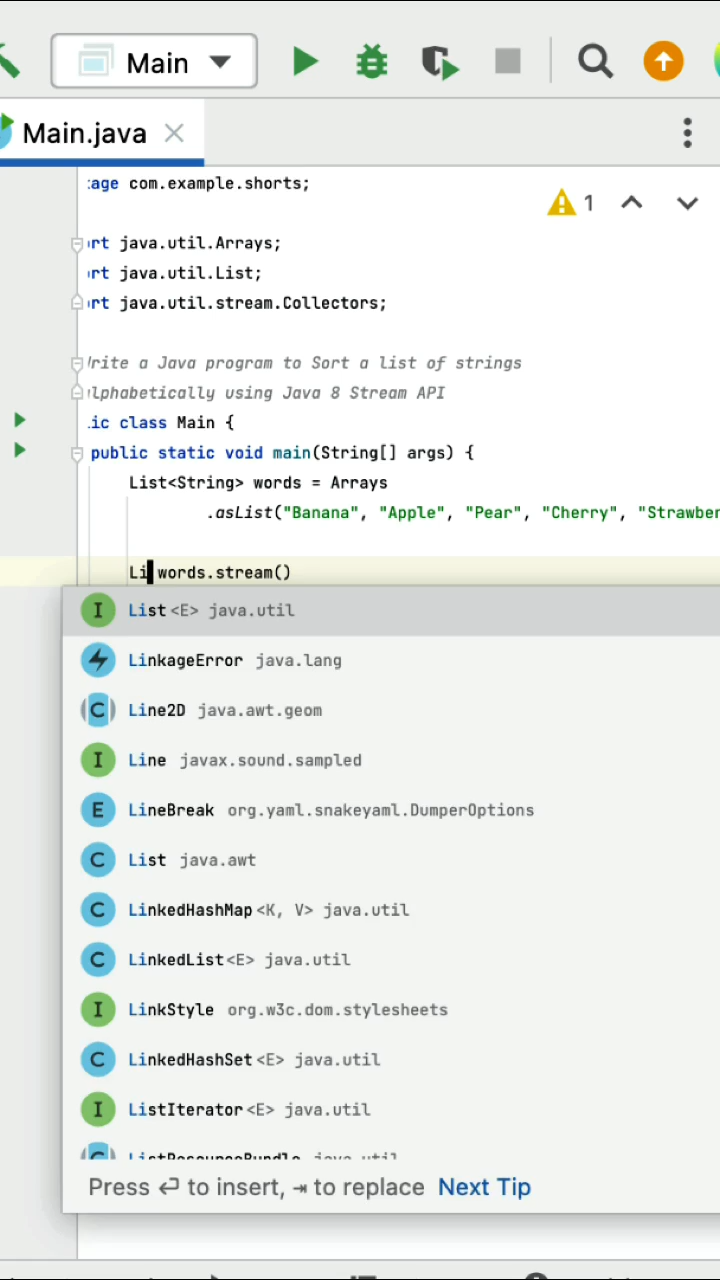 Main
Main.java
age com.example.shorts;
1
rt java.util.Arrays;
rt java.util.List;
rt java.util.stream.Collectors;
rite a Java program to Sort a list of strings
lphabetically using Java 8 Stream API
ic class Main {
public static void main(String[] args) {
List<String> words = Arrays
.asList("Banana", "Apple", "Pear", "Cherry", "Strawber
Li words.stream()
I List<E> java.util
LinkageError java.lang
C Line2D java.awt.geom
I Line javax.sound.sampled
E LineBreak org.yaml.snakeyaml.DumperOptions
C List java.awt
C LinkedHashMap<K, V> java.util
C LinkedList<E> java.util
I LinkStyle org.w3c.dom.stylesheets
C LinkedHashSet<E> java.util
I ListIterator<E> java.util
C ListResourceBundle java.util
Press ↵ to insert, ⇥ to replace Next Tip